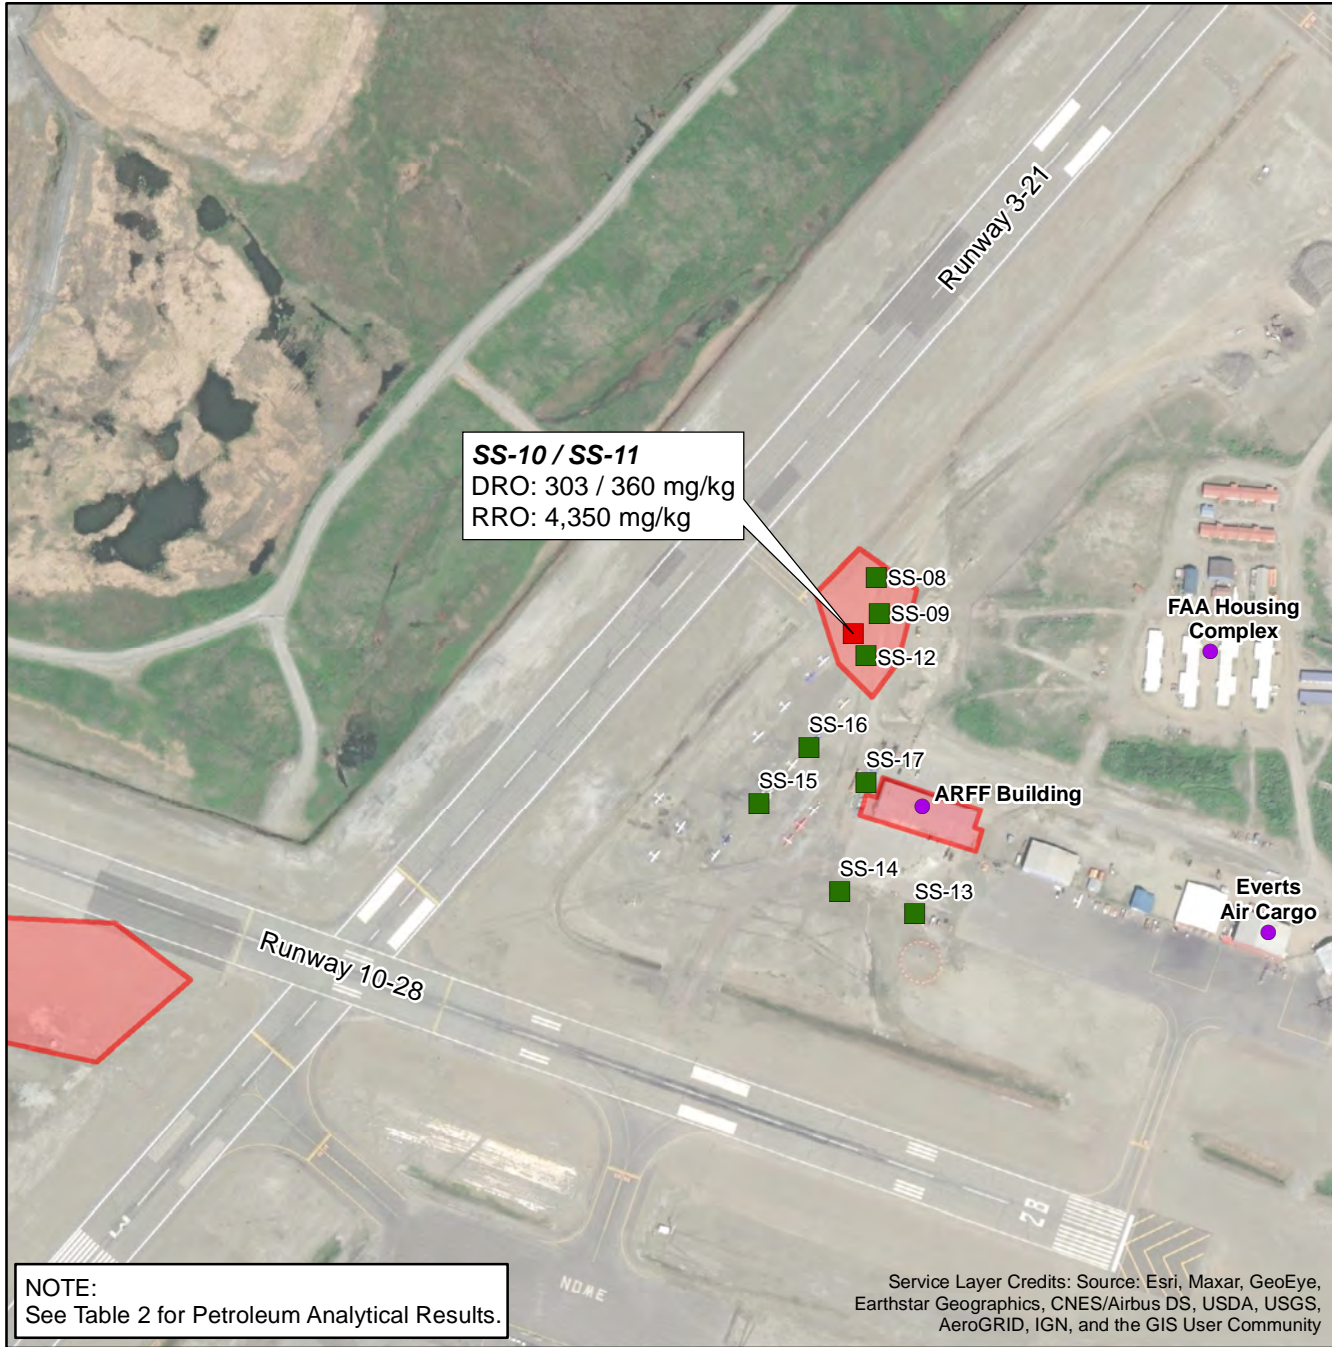 Runway 3-21
SS-10 / SS-11
DRO: 303 / 360 mg/kg
RRO: 4,350 mg/kg
SS-08
SS-09
SS-12
FAA Housing
Complex
SS-16
SS-17
SS-15
ARFF Building
SS-14
SS-13
Everts
Air Cargo
Runway 10-28
3
28
NOME
NOTE:
See Table 2 for Petroleum Analytical Results.
Service Layer Credits: Source: Esri, Maxar, GeoEye,
Earthstar Geographics, CNES/Airbus DS, USDA, USGS,
AeroGRID, IGN, and the GIS User Community